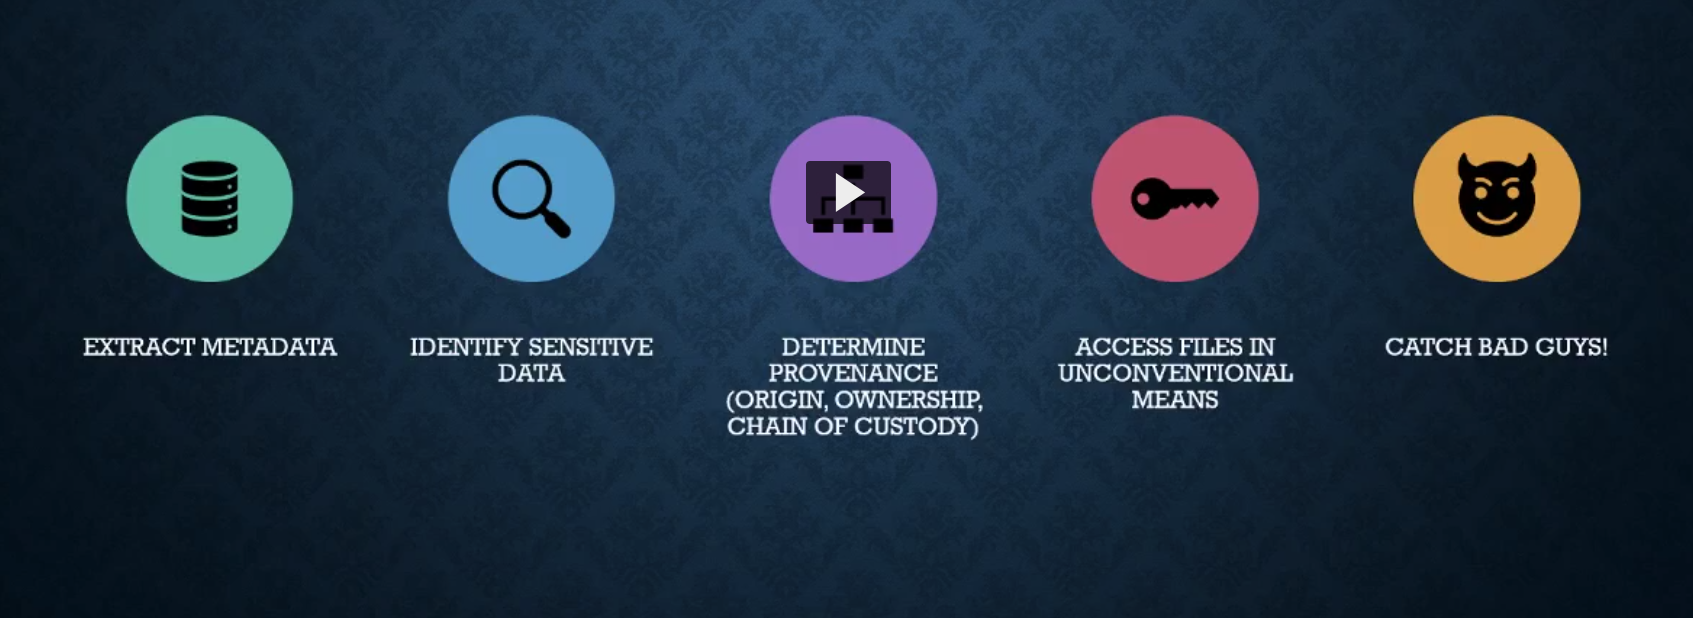 EXTRACT METADATA
IDENTIFY SENSITIVE
DATA
DETERMINE
PROVENANCE
(ORIGIN, OWNERSHIP,
CHAIN OF CUSTODY)
ACCESS FILES IN
UNCONVENTIONAL
MEANS
CATCH BAD GUYS!